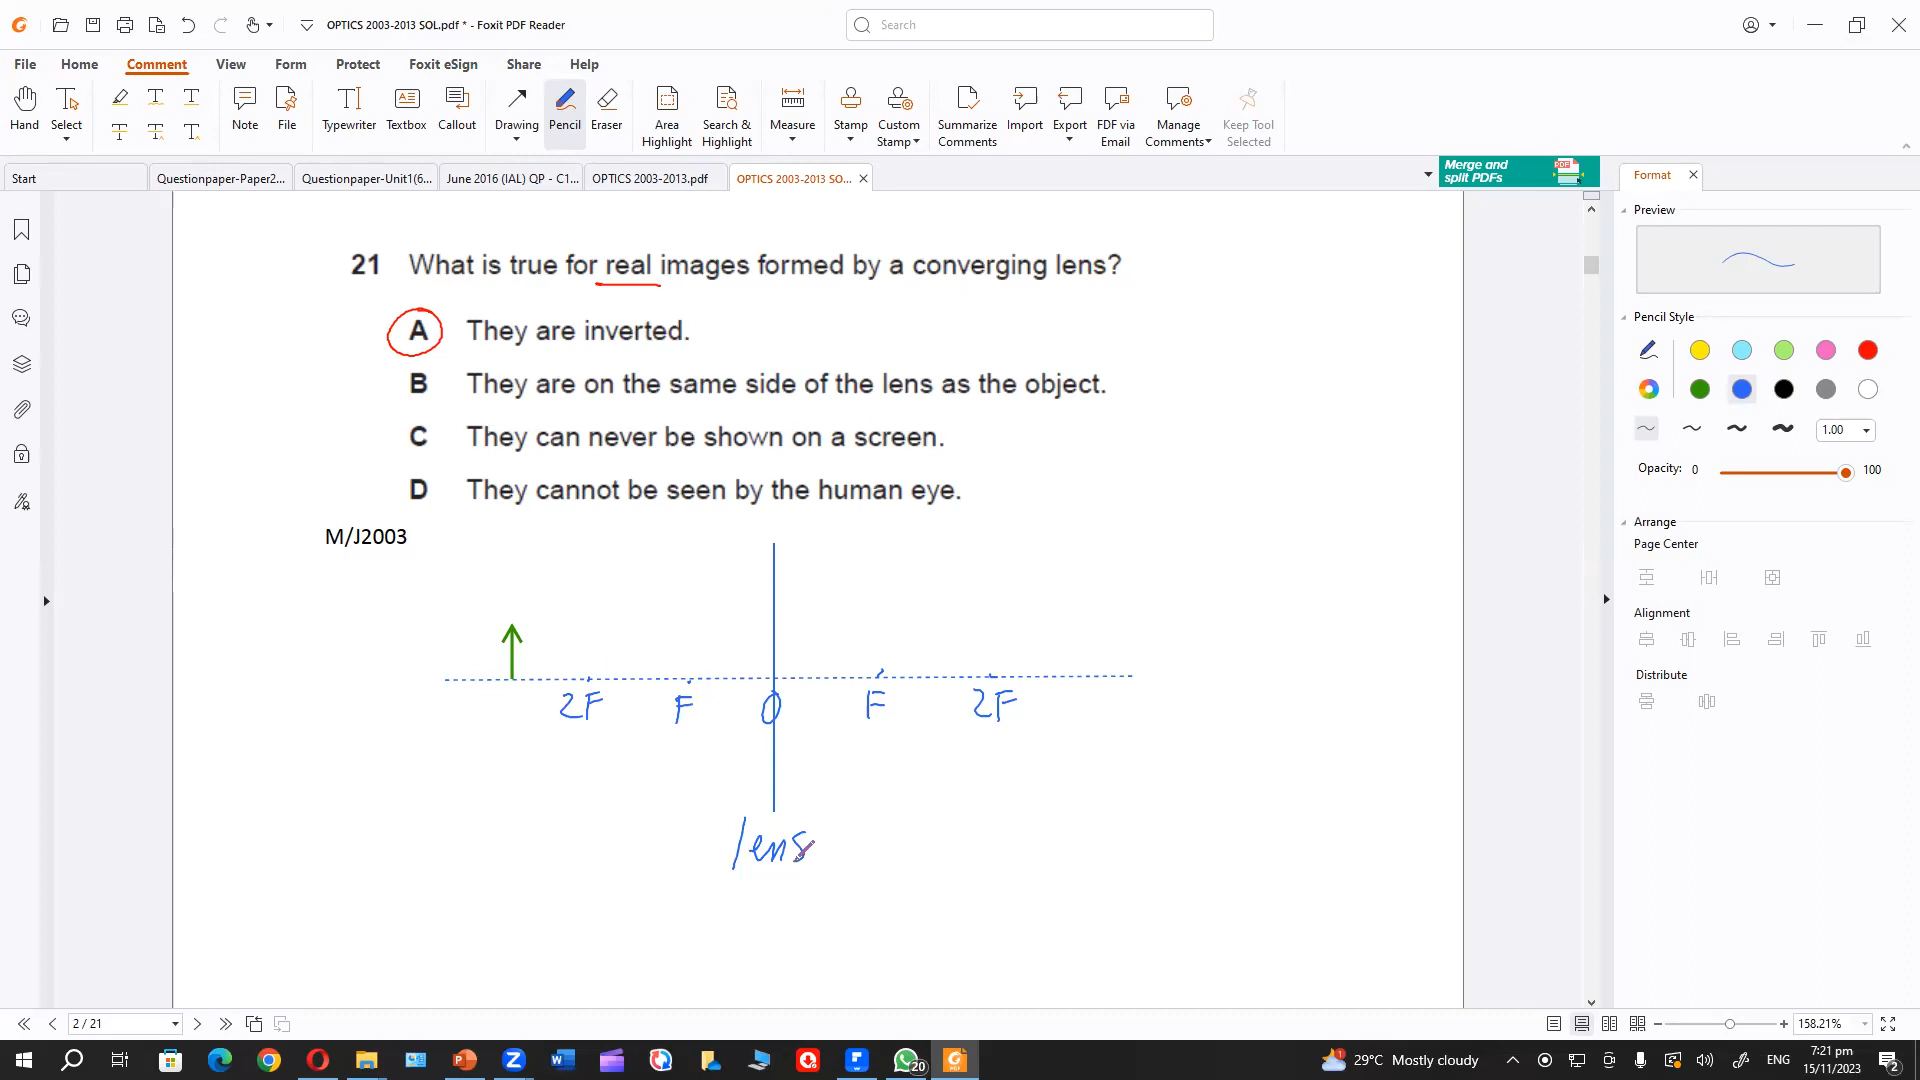 OPTICS 2003-2013 SOL.pdf * - Foxit PDF Reader
Search
File Home Comment View Form Protect Foxit eSign Share Help
Hand Select Note File Typewriter Textbox Callout Drawing Pencil Eraser Area Highlight Search & Highlight Measure Stamp Custom Stamp Summarize Comments Import Export FDF via Email Manage Comments Keep Tool Selected
Start Questionpaper-Paper2... Questionpaper-Unit1(6... June 2016 (IAL) QP - C1... OPTICS 2003-2013.pdf OPTICS 2003-2013 SO...
Merge and split PDFs
Format
Preview
Pencil Style
1.00
Opacity: 0 100
Arrange
Page Center
Alignment
Distribute
21 What is true for real images formed by a converging lens?
A They are inverted.
B They are on the same side of the lens as the object.
C They can never be shown on a screen.
D They cannot be seen by the human eye.
M/J2003
2F F O F 2F
lens
2 / 21
158.21%
29°C Mostly cloudy
ENG
7:21 pm
15/11/2023
20
2
1